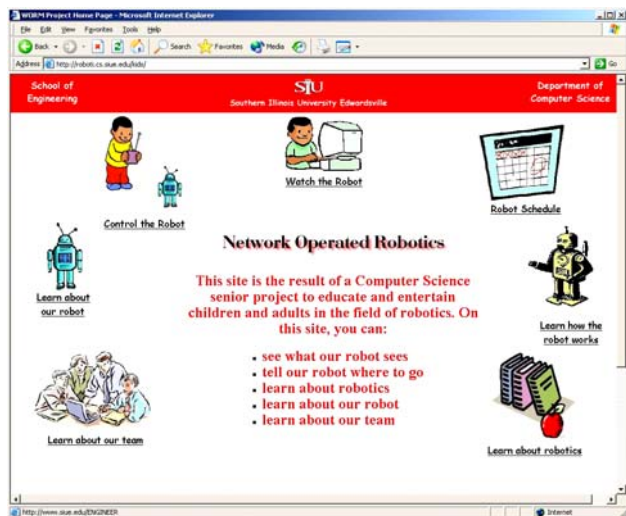 WORM Project Home Page - Microsoft Internet Explorer
File Edit View Favorites Tools Help
Back Search Favorites Media
Address http://roboti.cs.siue.edu/kids/ Go
School of
Engineering
SIU
Southern Illinois University Edwardsville
Department of
Computer Science
Control the Robot
Watch the Robot
Robot Schedule
Learn about
our robot
Network Operated Robotics
This site is the result of a Computer Science
senior project to educate and entertain
children and adults in the field of robotics. On
this site, you can:
see what our robot sees
tell our robot where to go
learn about robotics
learn about our robot
learn about our team
Learn how the
robot works
Learn about our team
Learn about robotics
http://www.siue.edu/ENGINEER Internet